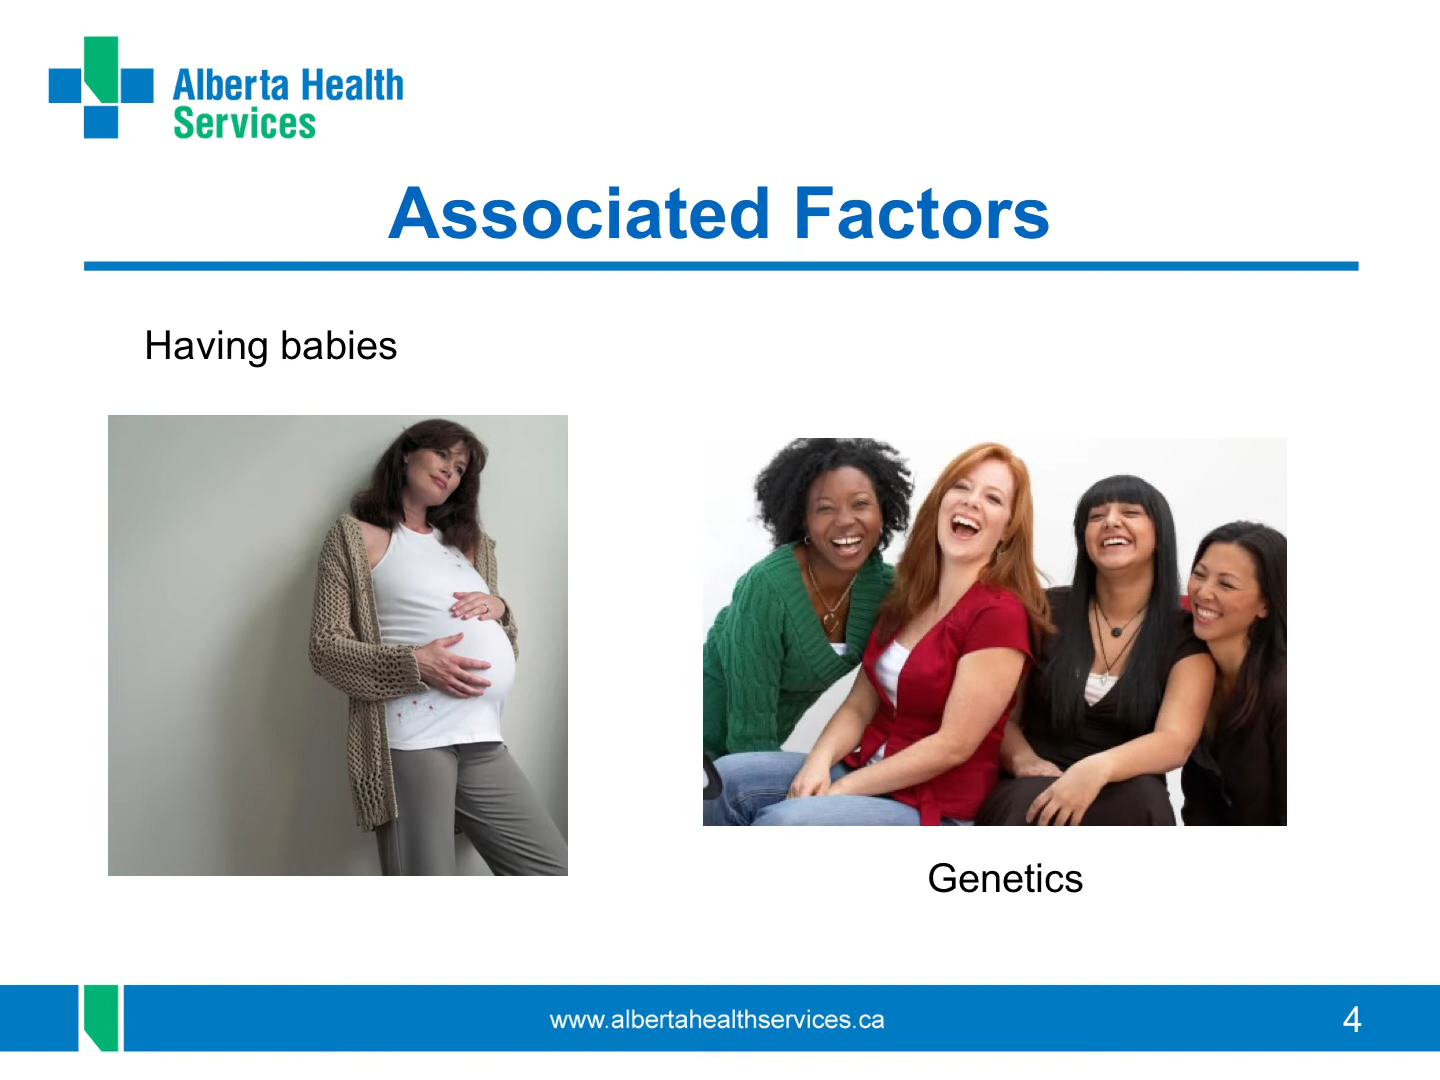 Alberta Health
Services
Associated Factors
Having babies
Genetics
www.albertahealthservices.ca
4